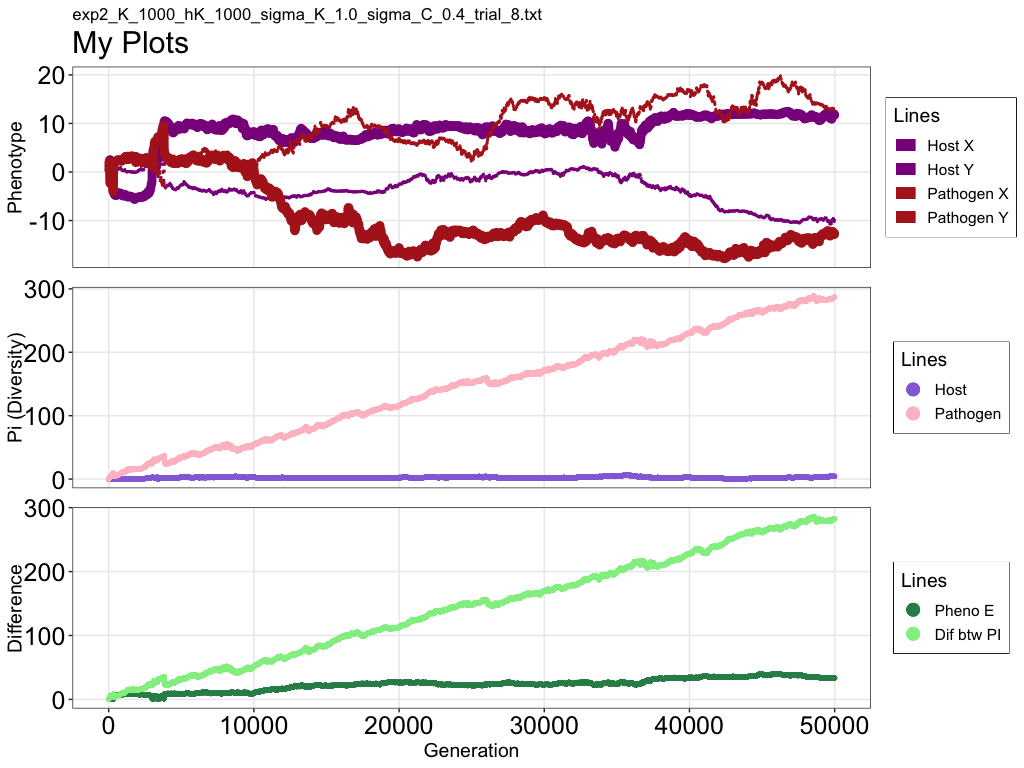 exp2_K_1000_hK_1000_sigma_K_1.0_sigma_C_0.4_trial_8.txt
My Plots
Phenotype
20
10
0
-10
Lines
Host X
Host Y
Pathogen X
Pathogen Y
Pi (Diversity)
300
200
100
0
Lines
Host
Pathogen
Difference
300
200
100
0
Lines
Pheno E
Dif btw PI
0 10000 20000 30000 40000 50000
Generation